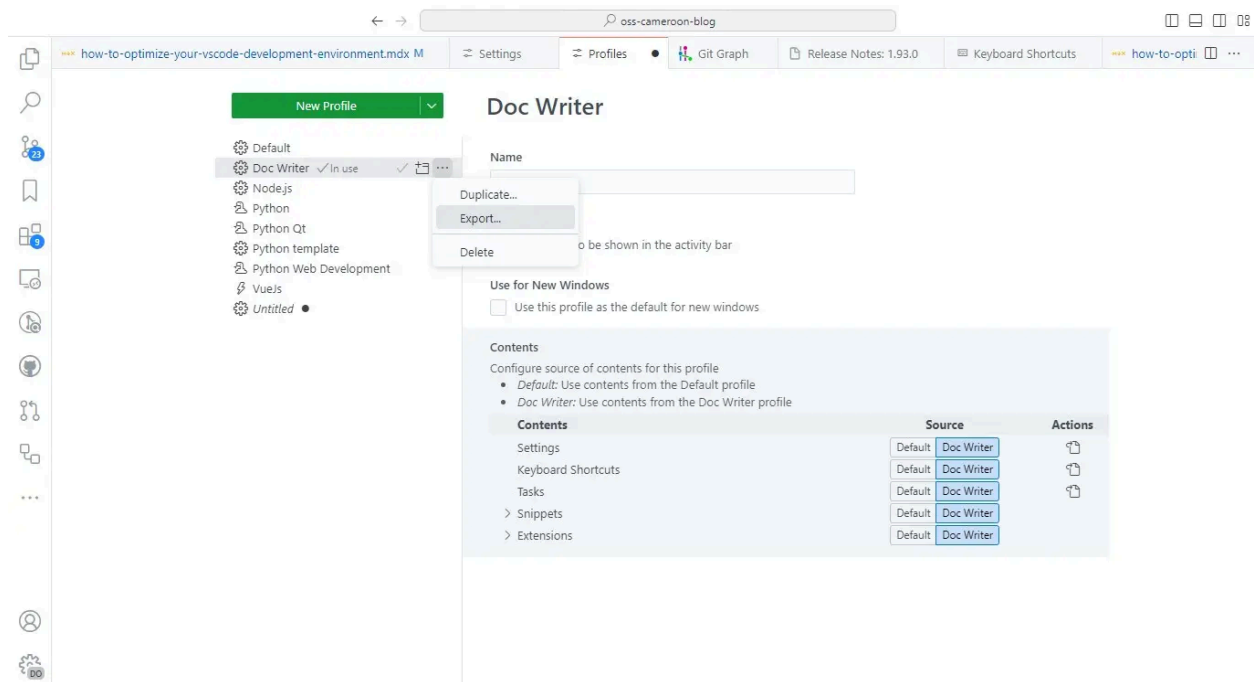 oss-cameroon-blog
how-to-optimize-your-vscode-development-environment.mdx M
Settings
Profiles
Git Graph
Release Notes: 1.93.0
Keyboard Shortcuts
how-to-opti
New Profile
Doc Writer
Default
Doc Writer In use
Node.js
Python
Python Qt
Python template
Python Web Development
VueJs
Untitled
Duplicate...
Export...
Delete
Name
o be shown in the activity bar
Use for New Windows
Use this profile as the default for new windows
Contents
Configure source of contents for this profile
Default: Use contents from the Default profile
Doc Writer: Use contents from the Doc Writer profile
Contents Source Actions
Settings Default Doc Writer
Keyboard Shortcuts Default Doc Writer
Tasks Default Doc Writer
Snippets Default Doc Writer
Extensions Default Doc Writer
23
9
DO